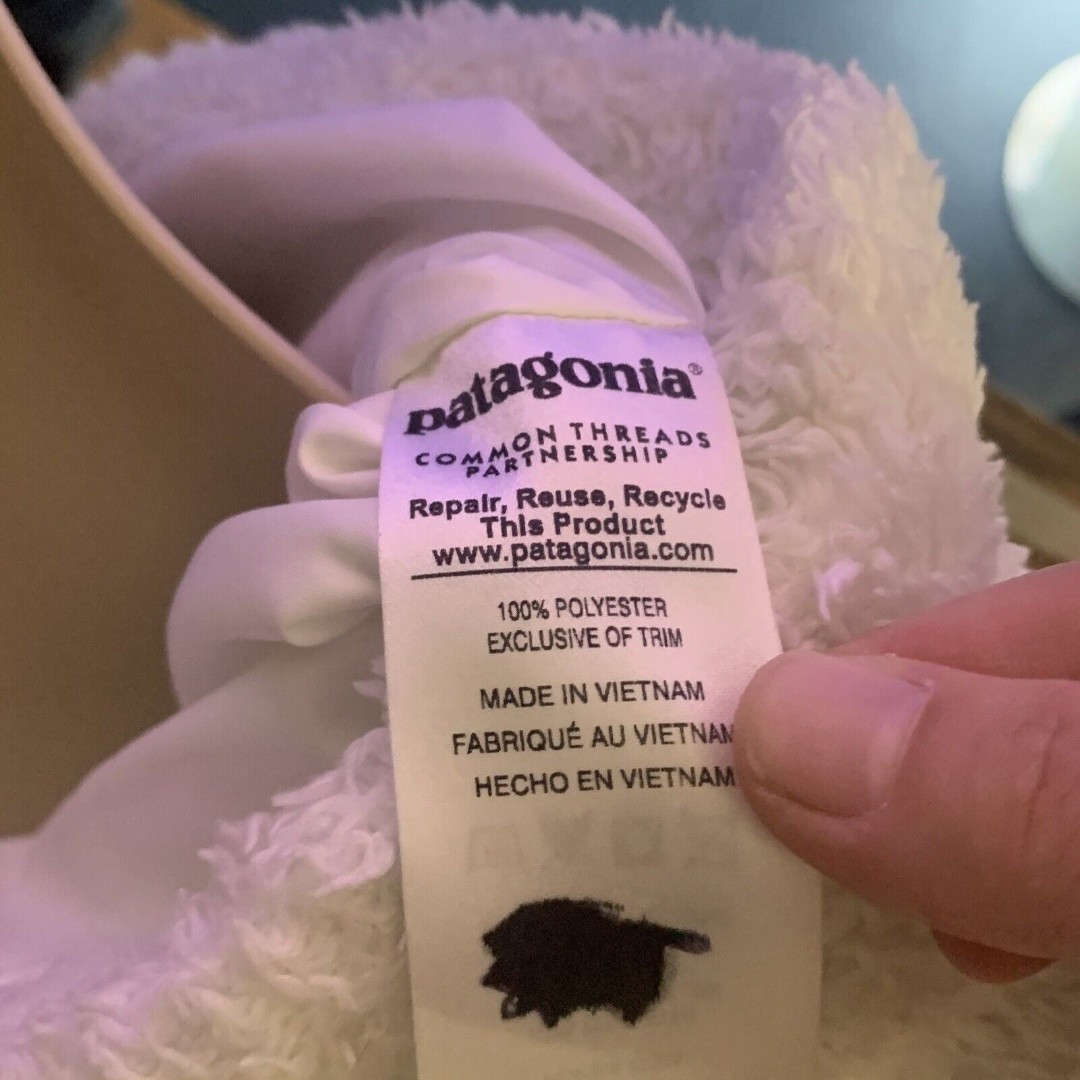 patagonia®
COMMON THREADS
PARTNERSHIP
Repair, Reuse, Recycle
This Product
www.patagonia.com
100% POLYESTER
EXCLUSIVE OF TRIM
MADE IN VIETNAM
FABRIQUÉ AU VIETNAM
HECHO EN VIETNAM